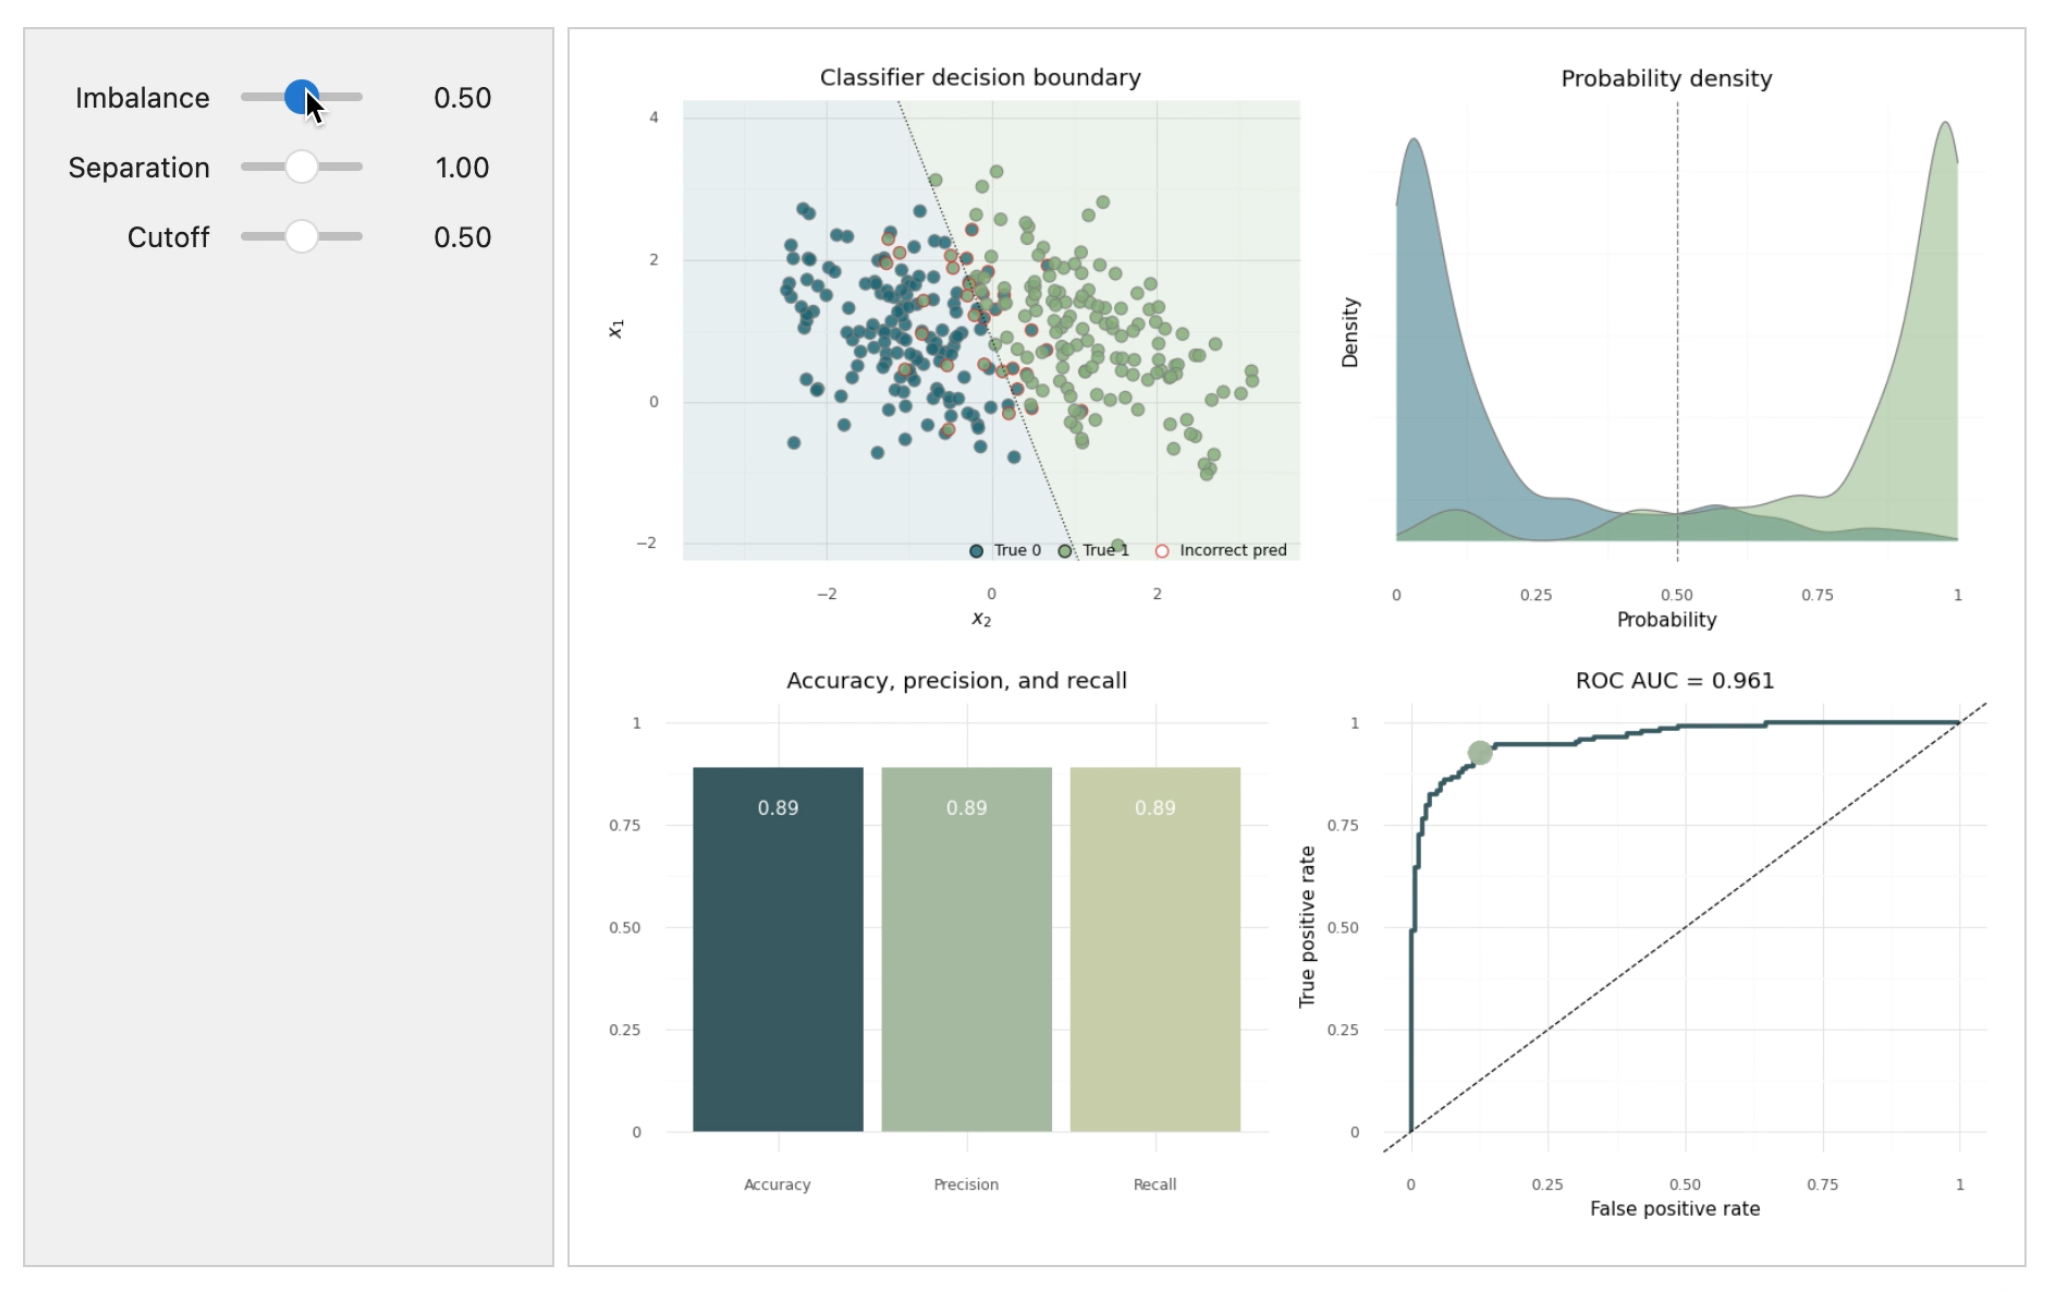 Imbalance 0.50
Separation 1.00
Cutoff 0.50
Classifier decision boundary
4
2
0
−2
x1
−2 0 2
x2
True 0 True 1 Incorrect pred
Probability density
Density
0 0.25 0.50 0.75 1
Probability
Accuracy, precision, and recall
1
0.75
0.50
0.25
0
0.89 0.89 0.89
Accuracy Precision Recall
ROC AUC = 0.961
True positive rate
1
0.75
0.50
0.25
0
0 0.25 0.50 0.75 1
False positive rate